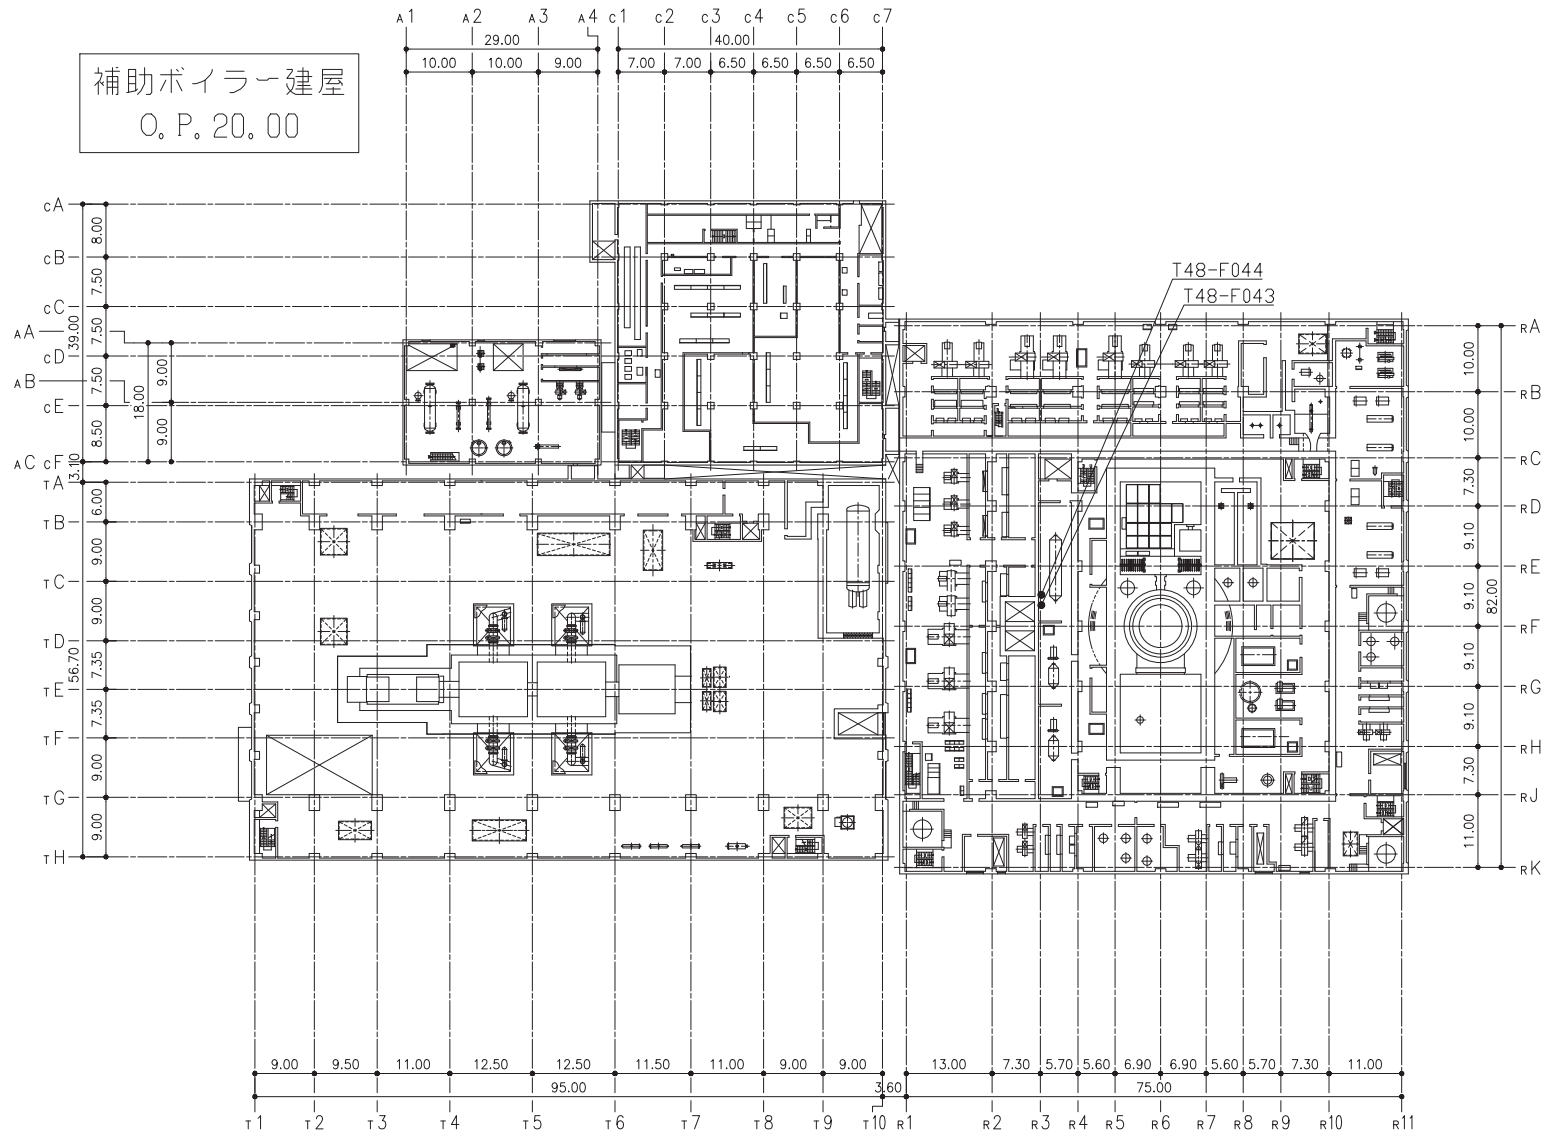 A1 A2 A3 A4 C1 C2 C3 C4 C5 C6 C7
29.00 40.00
10.00 10.00 9.00 7.00 7.00 6.50 6.50 6.50 6.50
補助ボイラー建屋
O.P.20.00
CA
8.00
CB
7.50
CC
39.00
7.50
AA
CD
7.50
AB
CE
8.50
AC CF
18.00
9.00
9.00
3.10
TA
6.00
TB
9.00
TC
9.00
TD
7.35
56.70
TE
7.35
TF
9.00
TG
9.00
TH
T48-F044
T48-F043
RA
10.00
RB
10.00
RC
7.30
RD
9.10
RE
9.10
82.00
RF
9.10
RG
9.10
RH
7.30
RJ
11.00
RK
9.00 9.50 11.00 12.50 12.50 11.50 11.00 9.00 9.00 13.00 7.30 5.70 5.60 6.90 6.90 5.60 5.70 7.30 11.00
95.00 3.60 75.00
T1 T2 T3 T4 T5 T6 T7 T8 T9 T10 R1 R2 R3 R4 R5 R6 R7 R8 R9 R10 R11